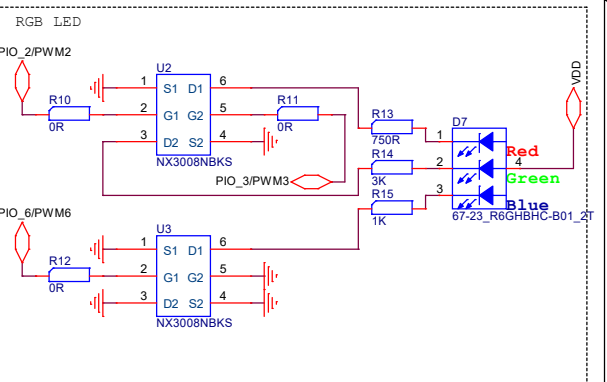 RGB LED
PIO_2/PWM2
VDD
U2
1 S1 D1 6
R10
R11
2 G1 G2 5
0R
0R
R13
750R
D7
3 D2 S2 4
1
Red
NX3008NBKS
R14
2
4
PIO_3/PWM3
3K
Green
R15
3
Blue
PIO_6/PWM6
1K
67-23_R6GHBHC-B01_2T
U3
1 S1 D1 6
R12
2 G1 G2 5
0R
3 D2 S2 4
NX3008NBKS